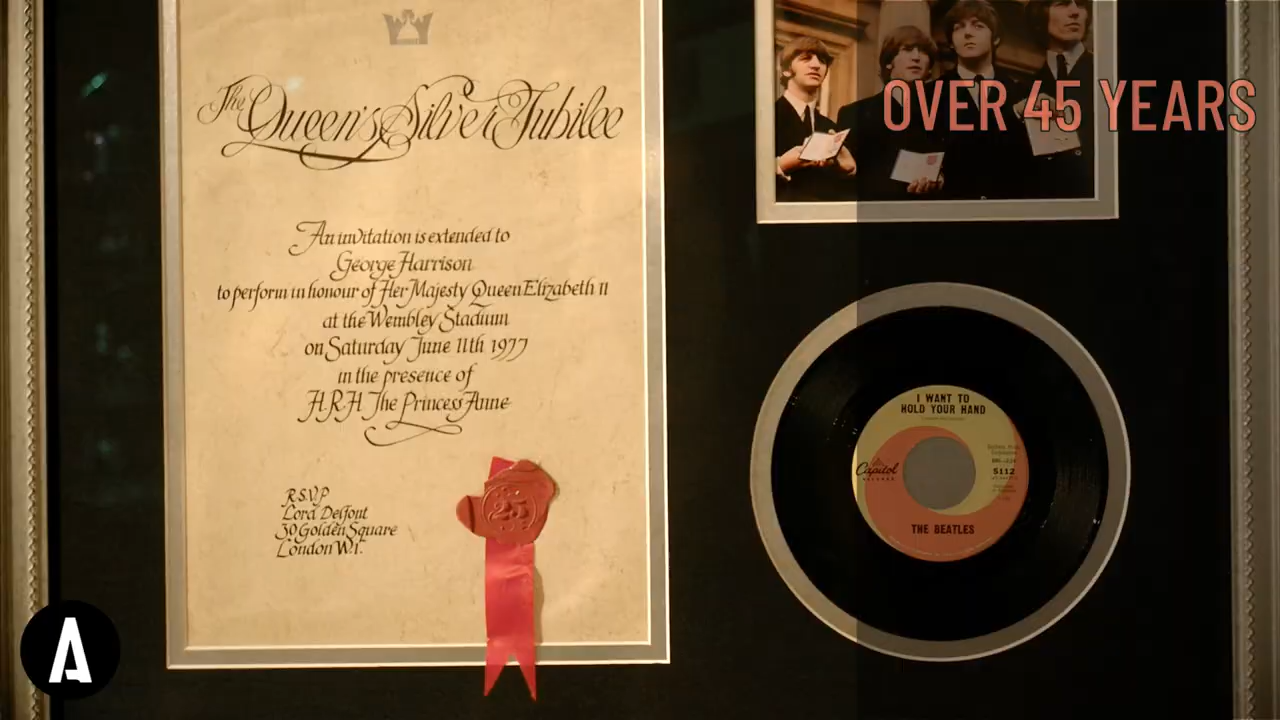 The Queen's Silver Jubilee
An invitation is extended to
George Harrison
to perform in honour of Her Majesty Queen Elizabeth II
at the Wembley Stadium
on Saturday June 11th 1977
in the presence of
H.R.H The Princess Anne
R.S.V.P
Lord Delfont
30 Golden Square
London W.1.
25
OVER 45 YEARS
I WANT TO
HOLD YOUR HAND
Capitol
RECORDS
5112
THE BEATLES
A